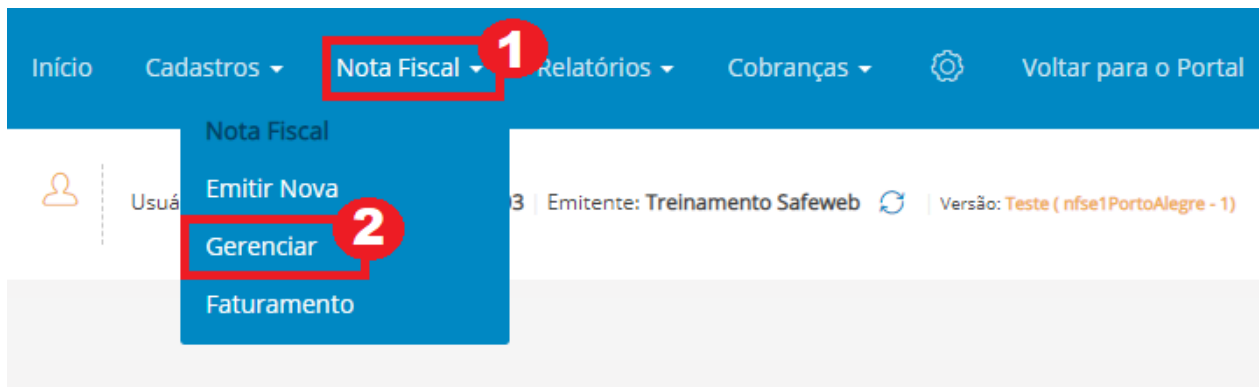 Início Cadastros Nota Fiscal 1 Relatórios Cobranças Voltar para o Portal
Nota Fiscal
Emitir Nova
Usuá 3 Emitente: Treinamento Safeweb Versão: Teste ( nfse1PortoAlegre - 1)
Gerenciar 2
Faturamento